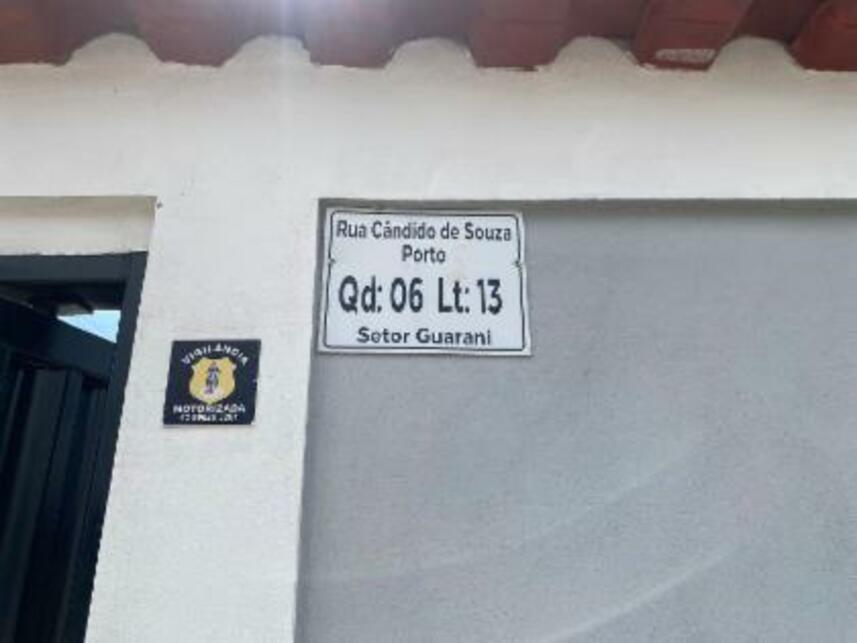 Rua Cândido de Souza
Porto
Qd: 06 Lt: 13
Setor Guarani
VIGILÂNCIA
MOTORIZADA